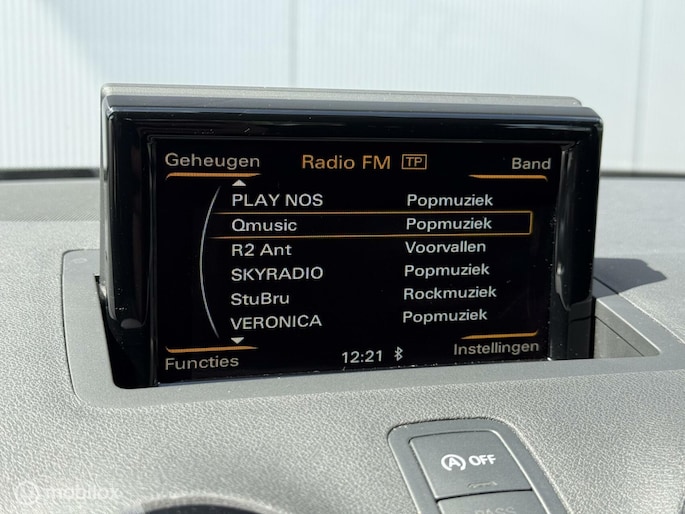 Geheugen Radio FM TP Band
PLAY NOS Popmuziek
Qmusic Popmuziek
R2 Ant Voorvallen
SKYRADIO Popmuziek
StuBru Rockmuziek
VERONICA Popmuziek
Functies 12:21 Instellingen
A OFF
PASS
mobilox